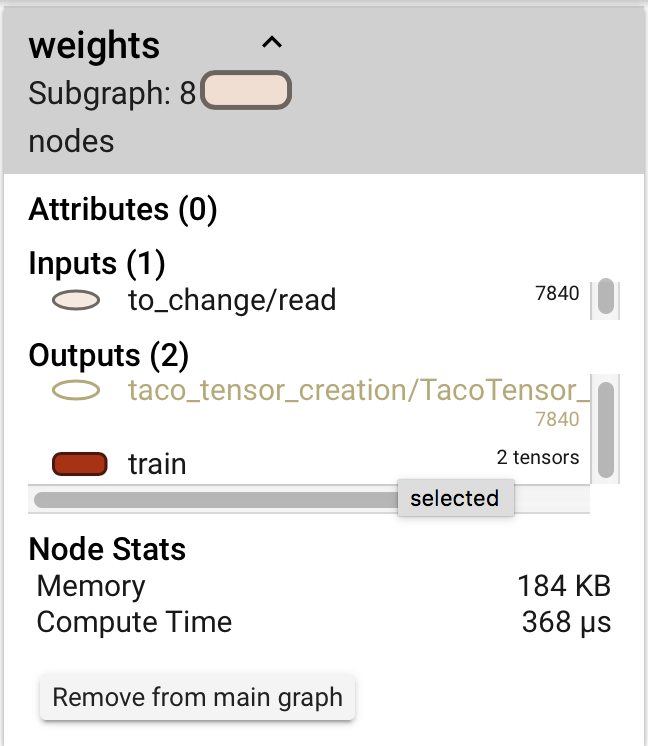 weights
Subgraph: 8
nodes
Attributes (0)
Inputs (1)
to_change/read 7840
Outputs (2)
taco_tensor_creation/TacoTensor_
7840
train 2 tensors
selected
Node Stats
Memory 184 KB
Compute Time 368 µs
Remove from main graph